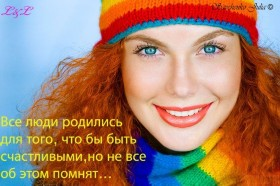 L&L
Все люди родились
для того, что бы быть
счастливыми,но не все
об этом помнят...